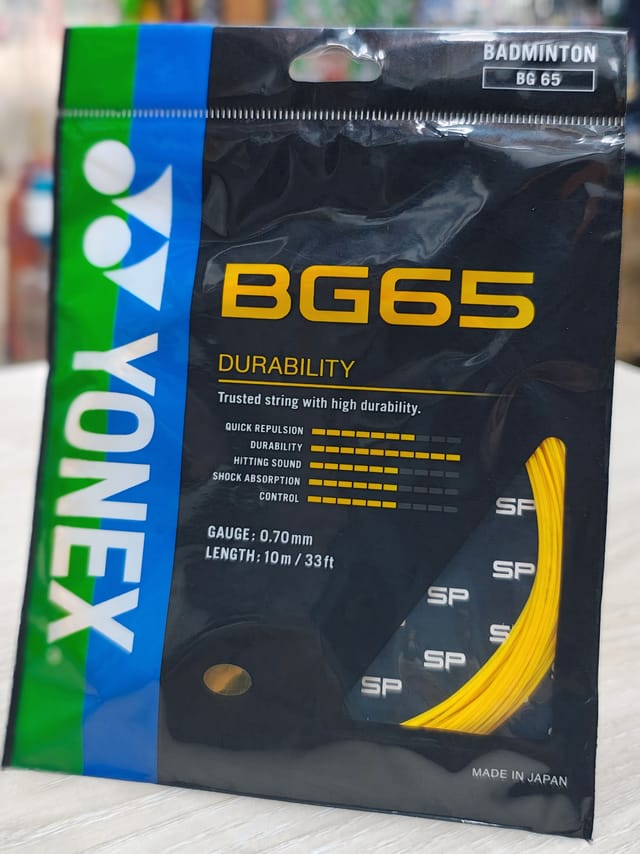 BADMINTON
BG 65
YONEX
BG65
DURABILITY
Trusted string with high durability.
QUICK REPULSION
DURABILITY
HITTING SOUND
SHOCK ABSORPTION
CONTROL
GAUGE: 0.70mm
LENGTH: 10m / 33ft
SP
SP
SP
SP
SP
MADE IN JAPAN